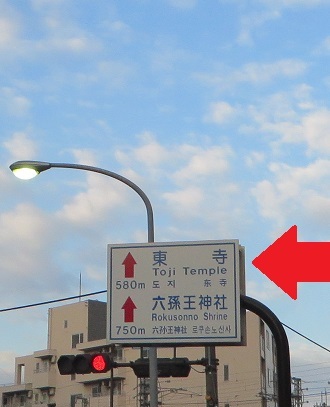 東 寺
Toji Temple
580m 도지 东寺
六孫王神社
Rokusonno Shrine
750m 六孙王神社 로쿠손노신사